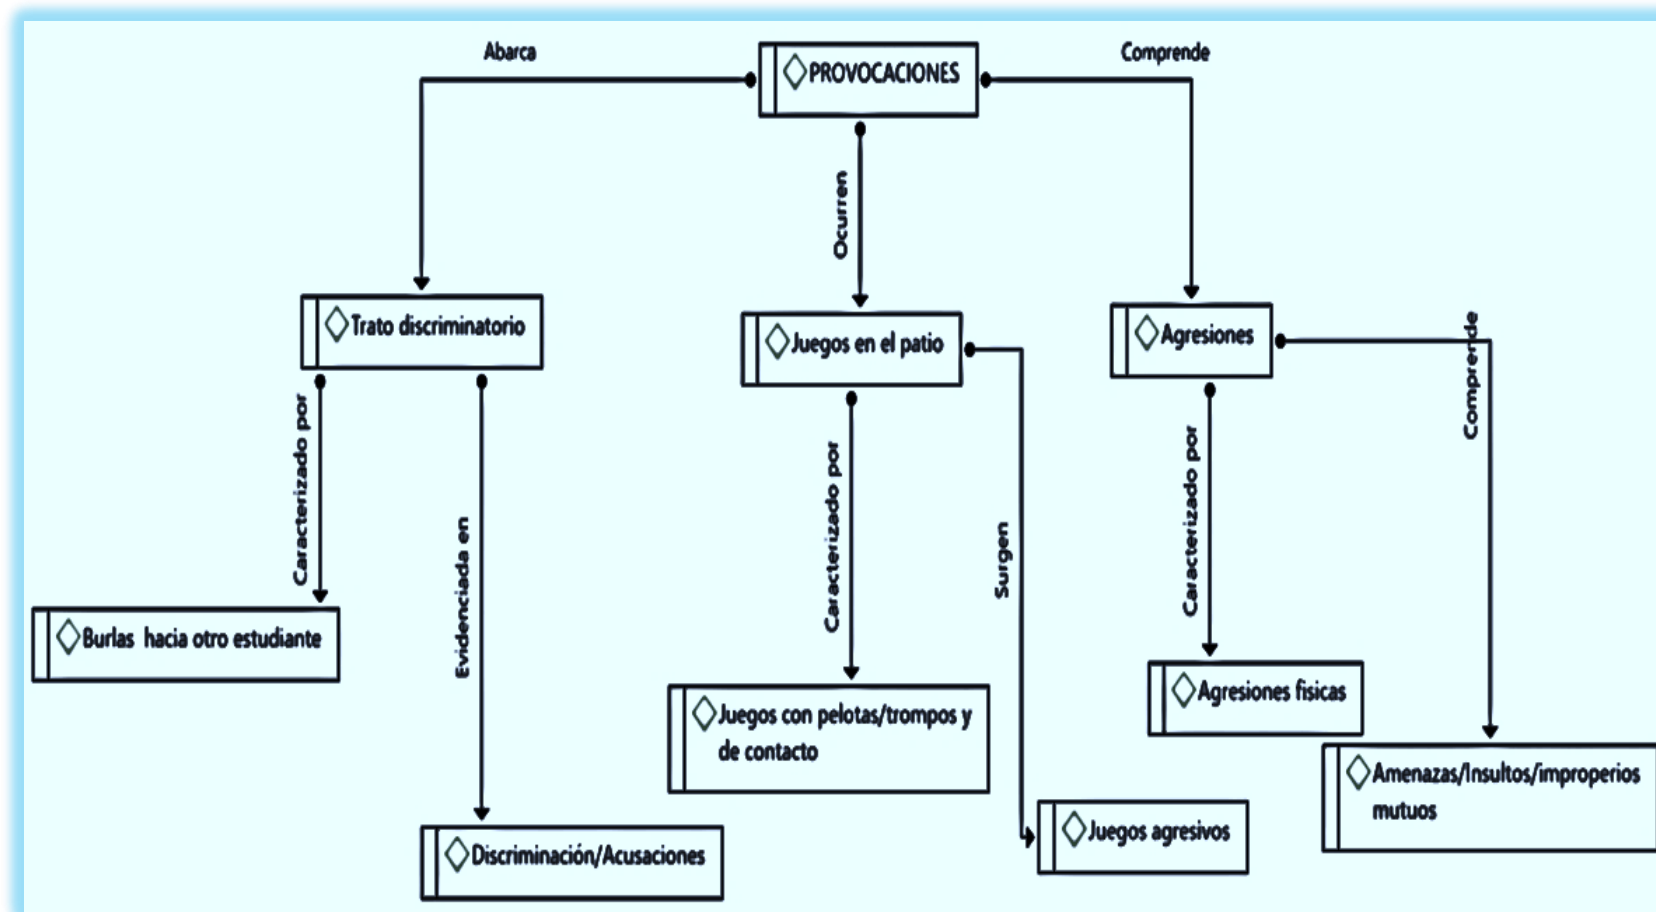 Abarca
PROVOCACIONES
Comprende
Ocurren
Trato discriminatorio
Juegos en el patio
Agresiones
Comprende
Caracterizado por
Evidenciada en
Caracterizado por
Surgen
Caracterizado por
Burlas hacia otro estudiante
Agresiones fisicas
Juegos con pelotas/trompos y
de contacto
Amenazas/Insultos/improperios
mutuos
Juegos agresivos
Discriminación/Acusaciones